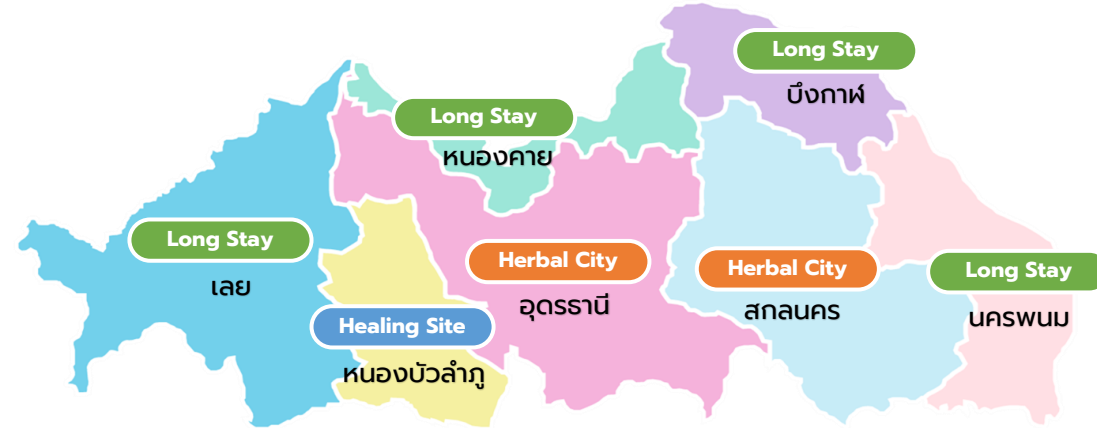 Long Stay
บึงกาฬ
Long Stay
หนองคาย
Long Stay
เลย
Herbal City
อุดรธานี
Herbal City
สกลนคร
Long Stay
นครพนม
Healing Site
หนองบัวลำภู